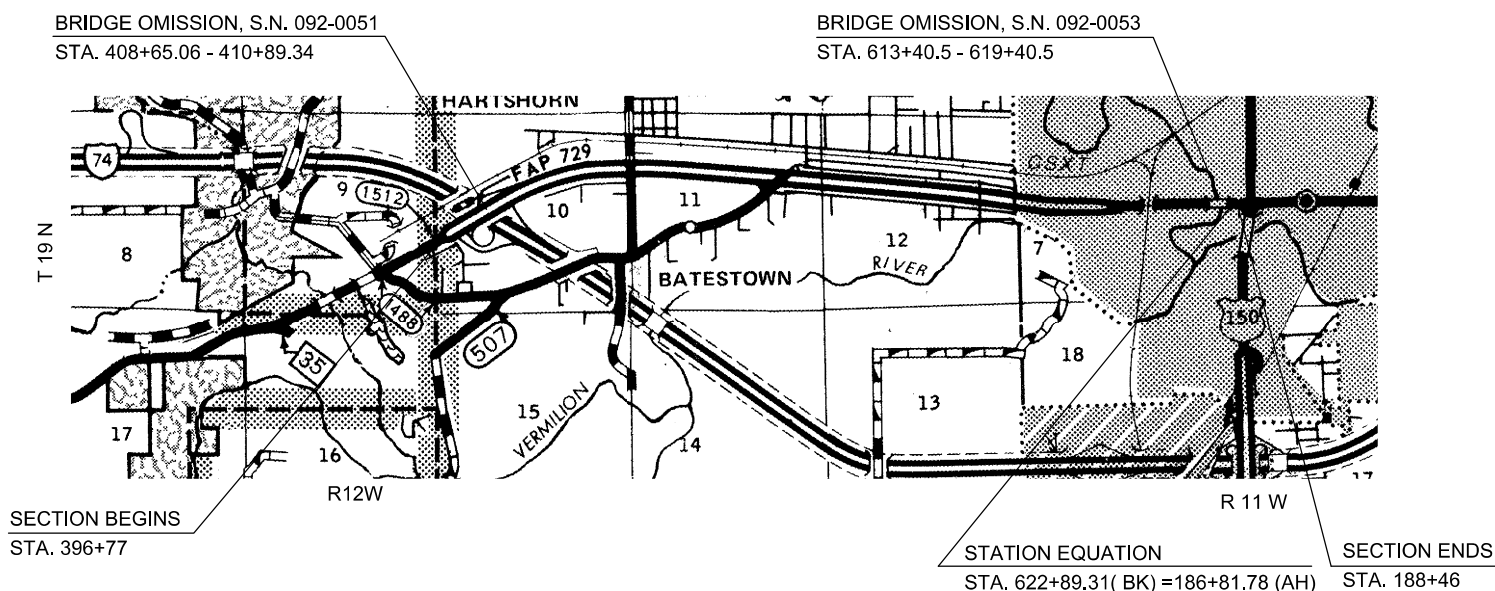 BRIDGE OMISSION, S.N. 092-0051
STA. 408+65.06 - 410+89.34
BRIDGE OMISSION, S.N. 092-0053
STA. 613+40.5 - 619+40.5
HARTSHORN
74
FAP 729
GSXT
9
1512
10
11
8
12
RIVER
7
T 19 N
BATESTOWN
488
150
507
35
18
13
15
VERMILION
17
14
16
17
R12W
R 11 W
SECTION BEGINS
STA. 396+77
STATION EQUATION
STA. 622+89.31( BK) =186+81.78 (AH)
SECTION ENDS
STA. 188+46